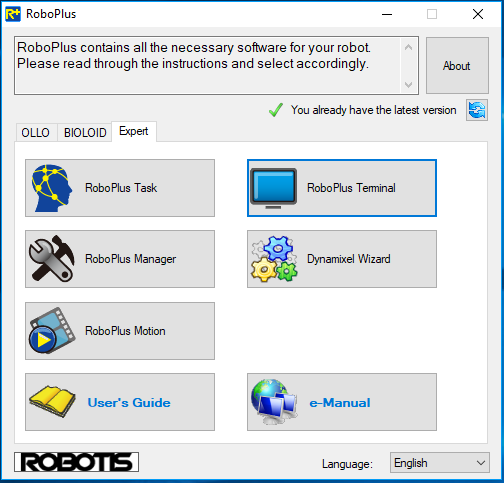 R+ RoboPlus
RoboPlus contains all the necessary software for your robot.
Please read through the instructions and select accordingly.
About
You already have the latest version
OLLO BIOLOID Expert
RoboPlus Task
RoboPlus Terminal
RoboPlus Manager
Dynamixel Wizard
RoboPlus Motion
User's Guide
e-Manual
ROBOTIS
Language: English